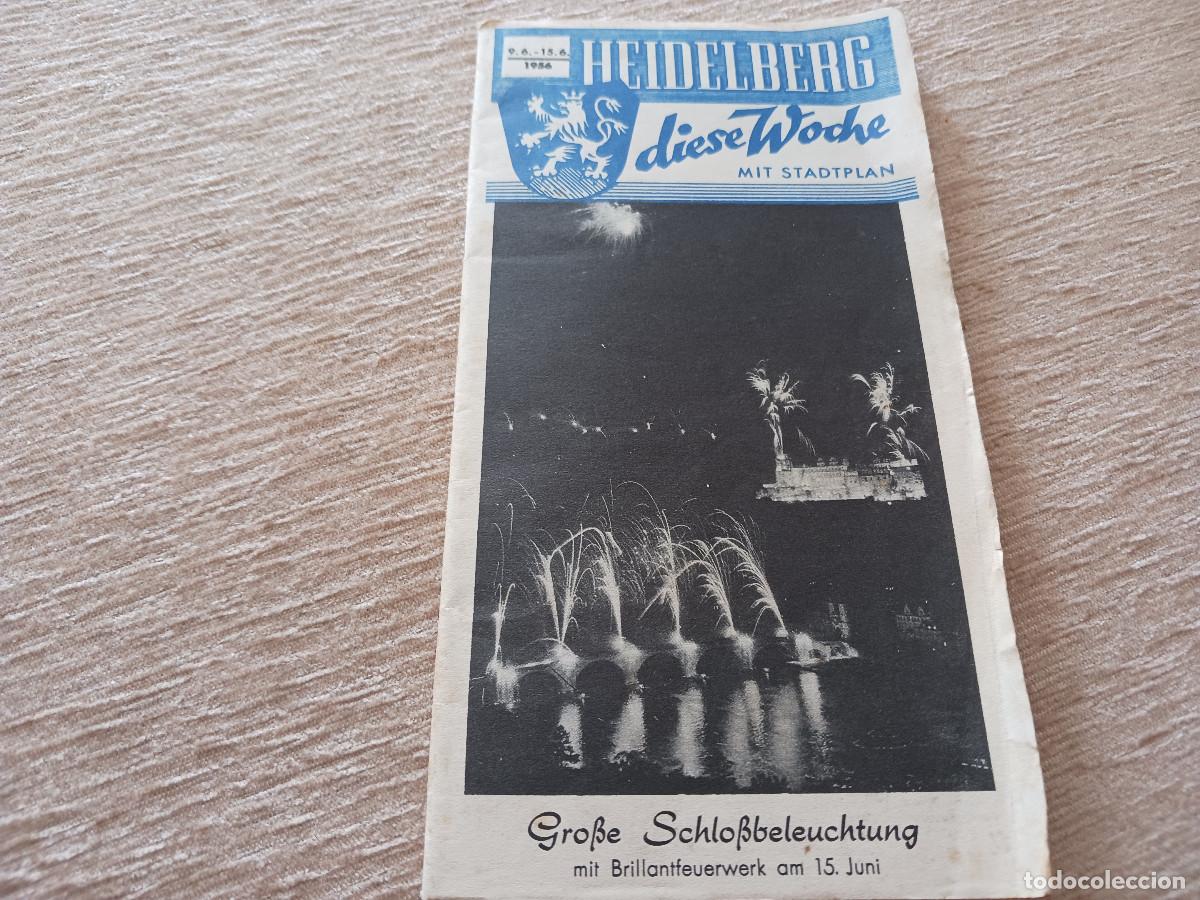 9. 6. - 15. 6.
1956
HEIDELBERG
diese Woche
MIT STADTPLAN
Große Schloßbeleuchtung
mit Brillantfeuerwerk am 15. Juni
todocoleccion